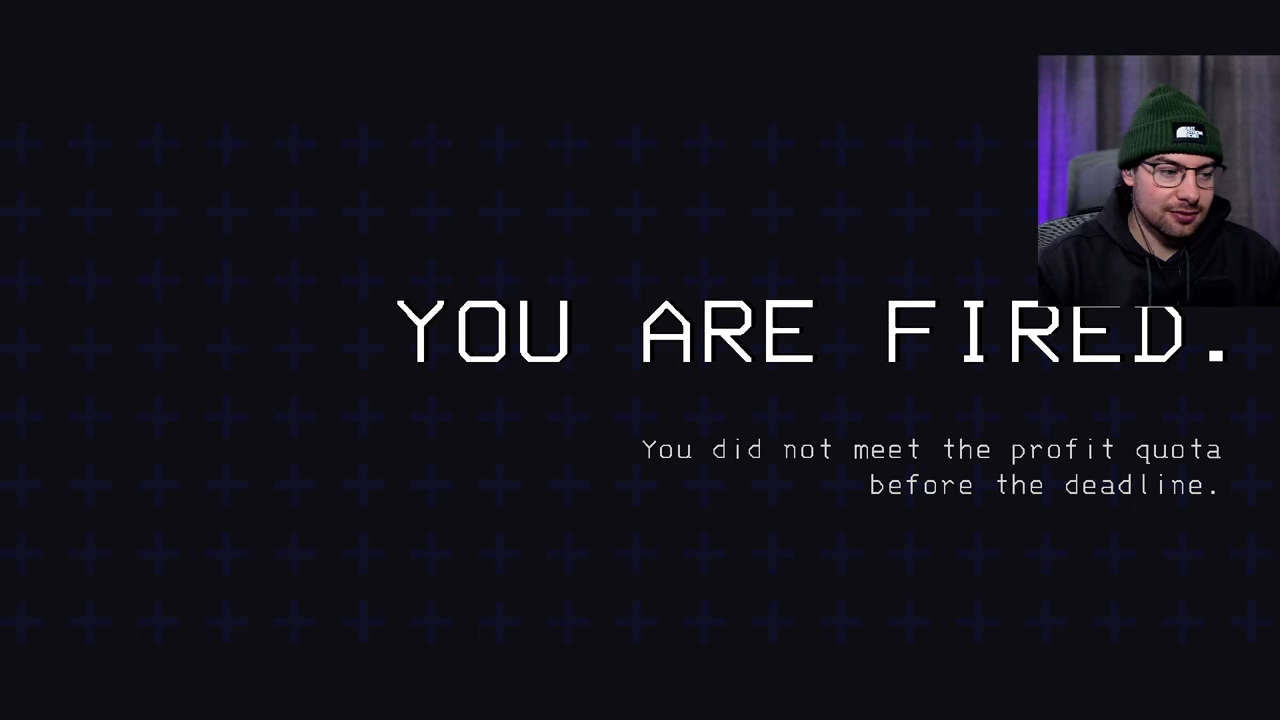 YOU ARE FIRED.
You did not meet the profit quota
before the deadline.